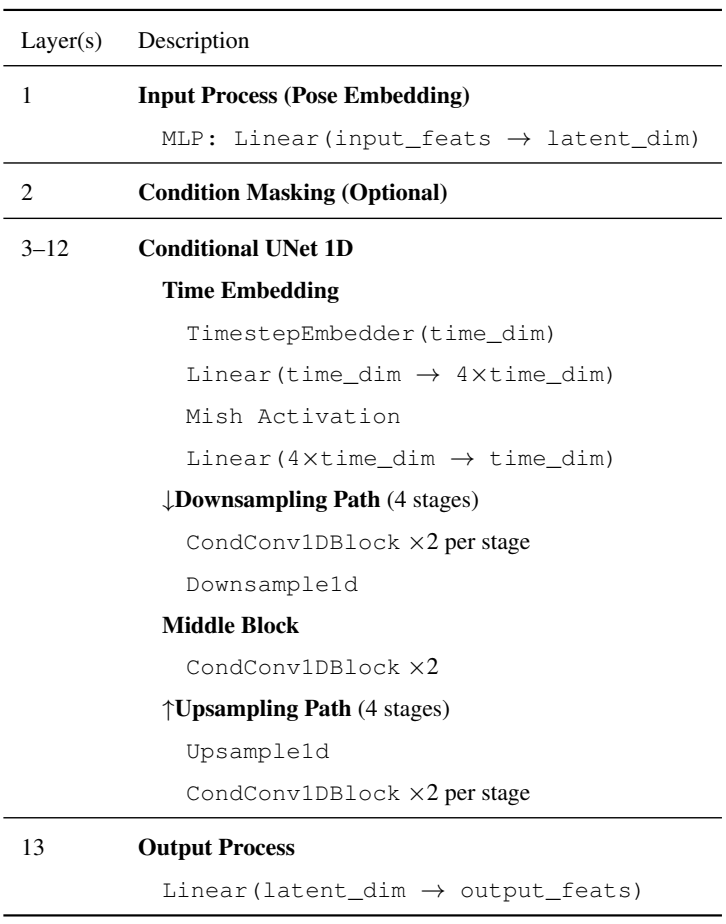 Layer(s) Description
1 Input Process (Pose Embedding)
MLP: Linear(input_feats → latent_dim)
2 Condition Masking (Optional)
3–12 Conditional UNet 1D
Time Embedding
TimestepEmbedder(time_dim)
Linear(time_dim → 4×time_dim)
Mish Activation
Linear(4×time_dim → time_dim)
↓Downsampling Path (4 stages)
CondConv1DBlock ×2 per stage
Downsample1d
Middle Block
CondConv1DBlock ×2
↑Upsampling Path (4 stages)
Upsample1d
CondConv1DBlock ×2 per stage
13 Output Process
Linear(latent_dim → output_feats)